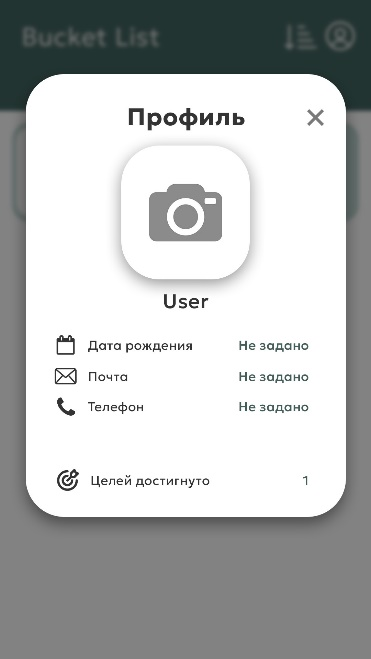 Bucket List
Профиль
User
Дата рождения Не задано
Почта Не задано
Телефон Не задано
Целей достигнуто 1